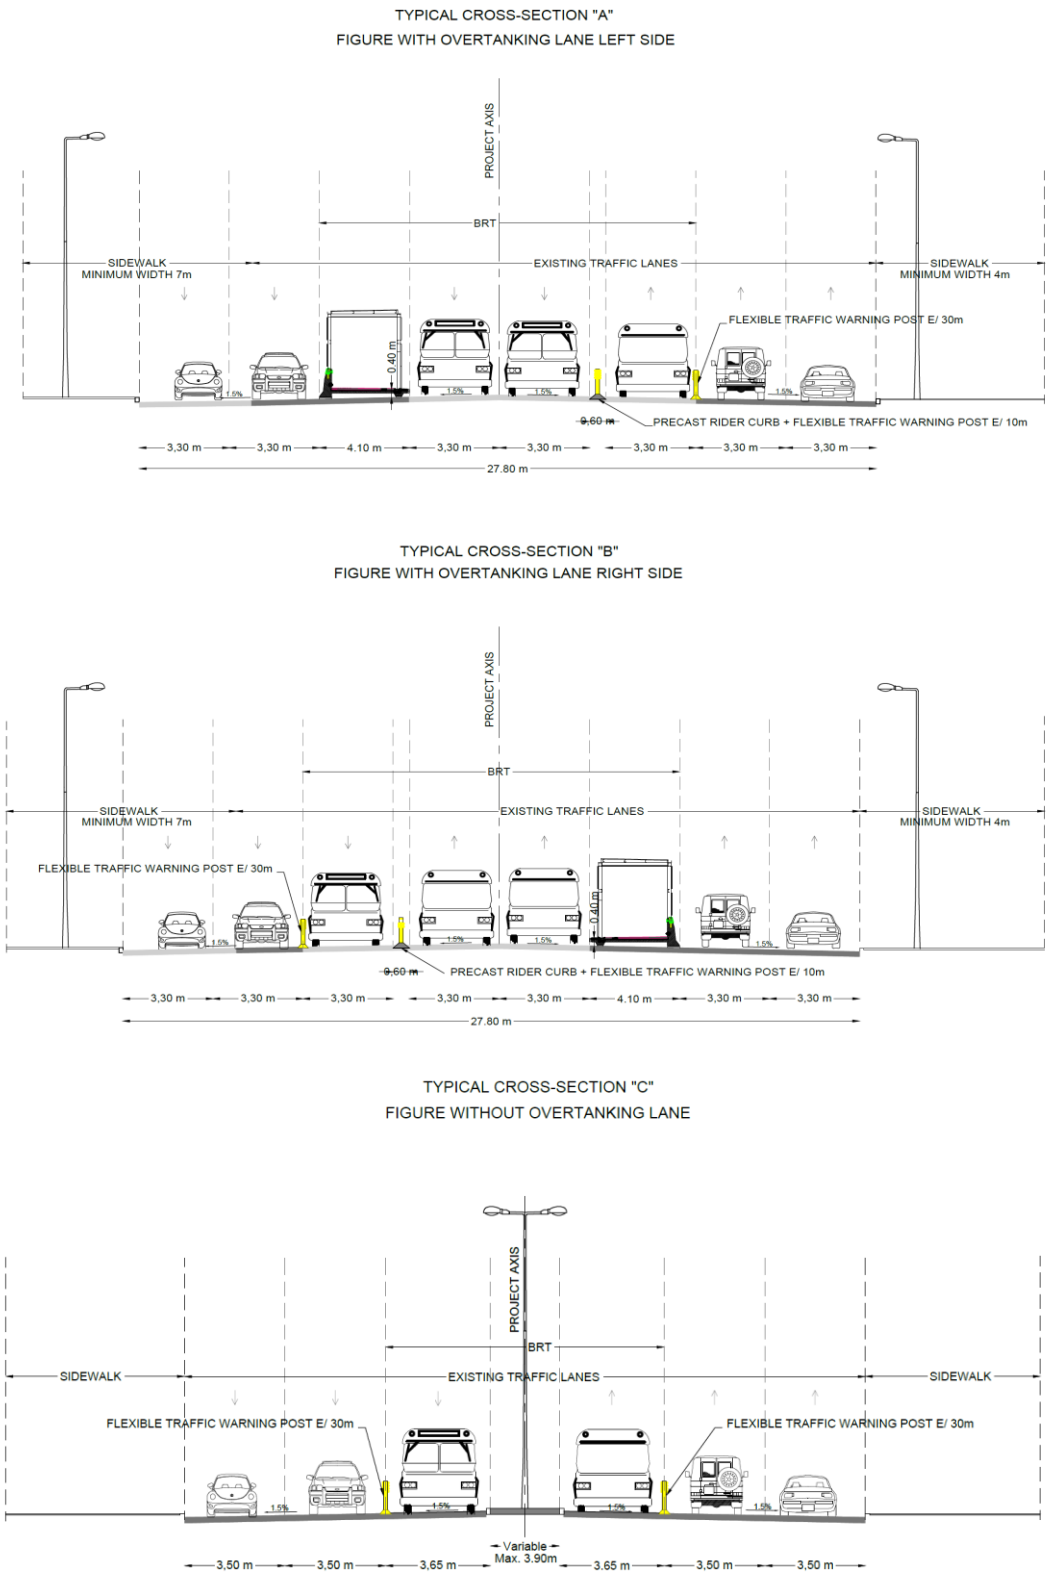 TYPICAL CROSS-SECTION "A"
FIGURE WITH OVERTANKING LANE LEFT SIDE
PROJECT AXIS
BRT
SIDEWALK
MINIMUM WIDTH 7m
EXISTING TRAFFIC LANES
SIDEWALK
MINIMUM WIDTH 4m
FLEXIBLE TRAFFIC WARNING POST E/ 30m
0.40 m
1.5%
1.5%
1.5%
1.5%
0,60 m
PRECAST RIDER CURB + FLEXIBLE TRAFFIC WARNING POST E/ 10m
3,30 m
3,30 m
4.10 m
3,30 m
3,30 m
3,30 m
3,30 m
3,30 m
27.80 m
TYPICAL CROSS-SECTION "B"
FIGURE WITH OVERTANKING LANE RIGHT SIDE
PROJECT AXIS
BRT
SIDEWALK
MINIMUM WIDTH 7m
EXISTING TRAFFIC LANES
SIDEWALK
MINIMUM WIDTH 4m
FLEXIBLE TRAFFIC WARNING POST E/ 30m
0.40 m
1.5%
1.5%
1.5%
1.5%
0,60 m
PRECAST RIDER CURB + FLEXIBLE TRAFFIC WARNING POST E/ 10m
3,30 m
3,30 m
3,30 m
3,30 m
3,30 m
4.10 m
3,30 m
3,30 m
27.80 m
TYPICAL CROSS-SECTION "C"
FIGURE WITHOUT OVERTANKING LANE
PROJECT AXIS
BRT
SIDEWALK
EXISTING TRAFFIC LANES
SIDEWALK
FLEXIBLE TRAFFIC WARNING POST E/ 30m
FLEXIBLE TRAFFIC WARNING POST E/ 30m
1.5%
1.5%
1.5%
1.5%
Variable
Max. 3.90m
3,50 m
3,50 m
3,65 m
3,65 m
3,50 m
3,50 m